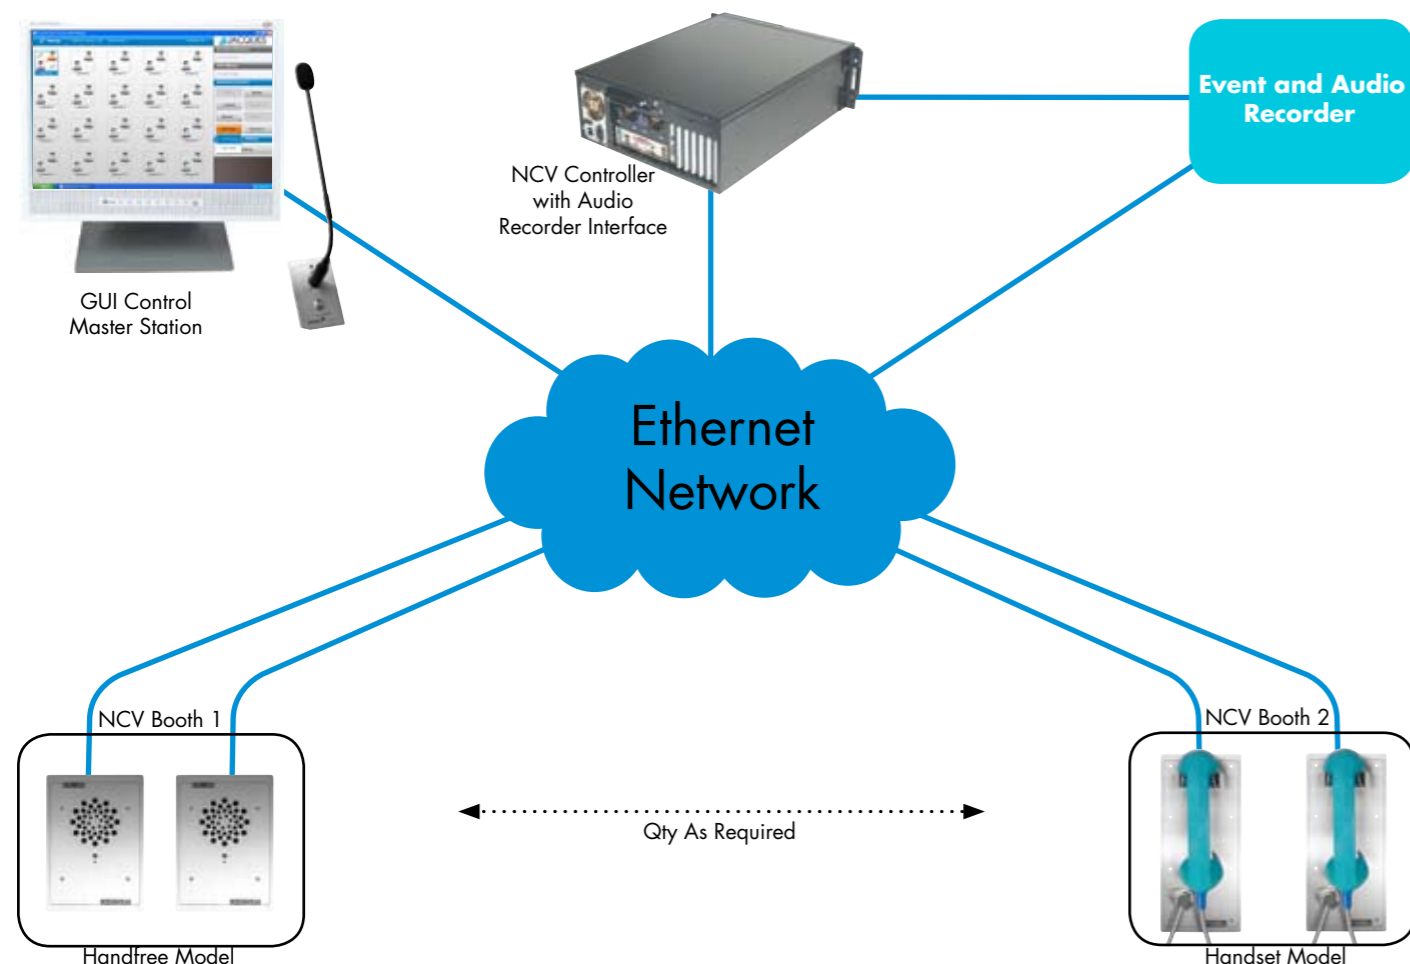 JACQUES
Event and Audio
Recorder
NCV Controller
with Audio
Recorder Interface
GUI Control
Master Station
Ethernet
Network
NCV Booth 1
NCV Booth 2
Qty As Required
Handfree Model
Handset Model